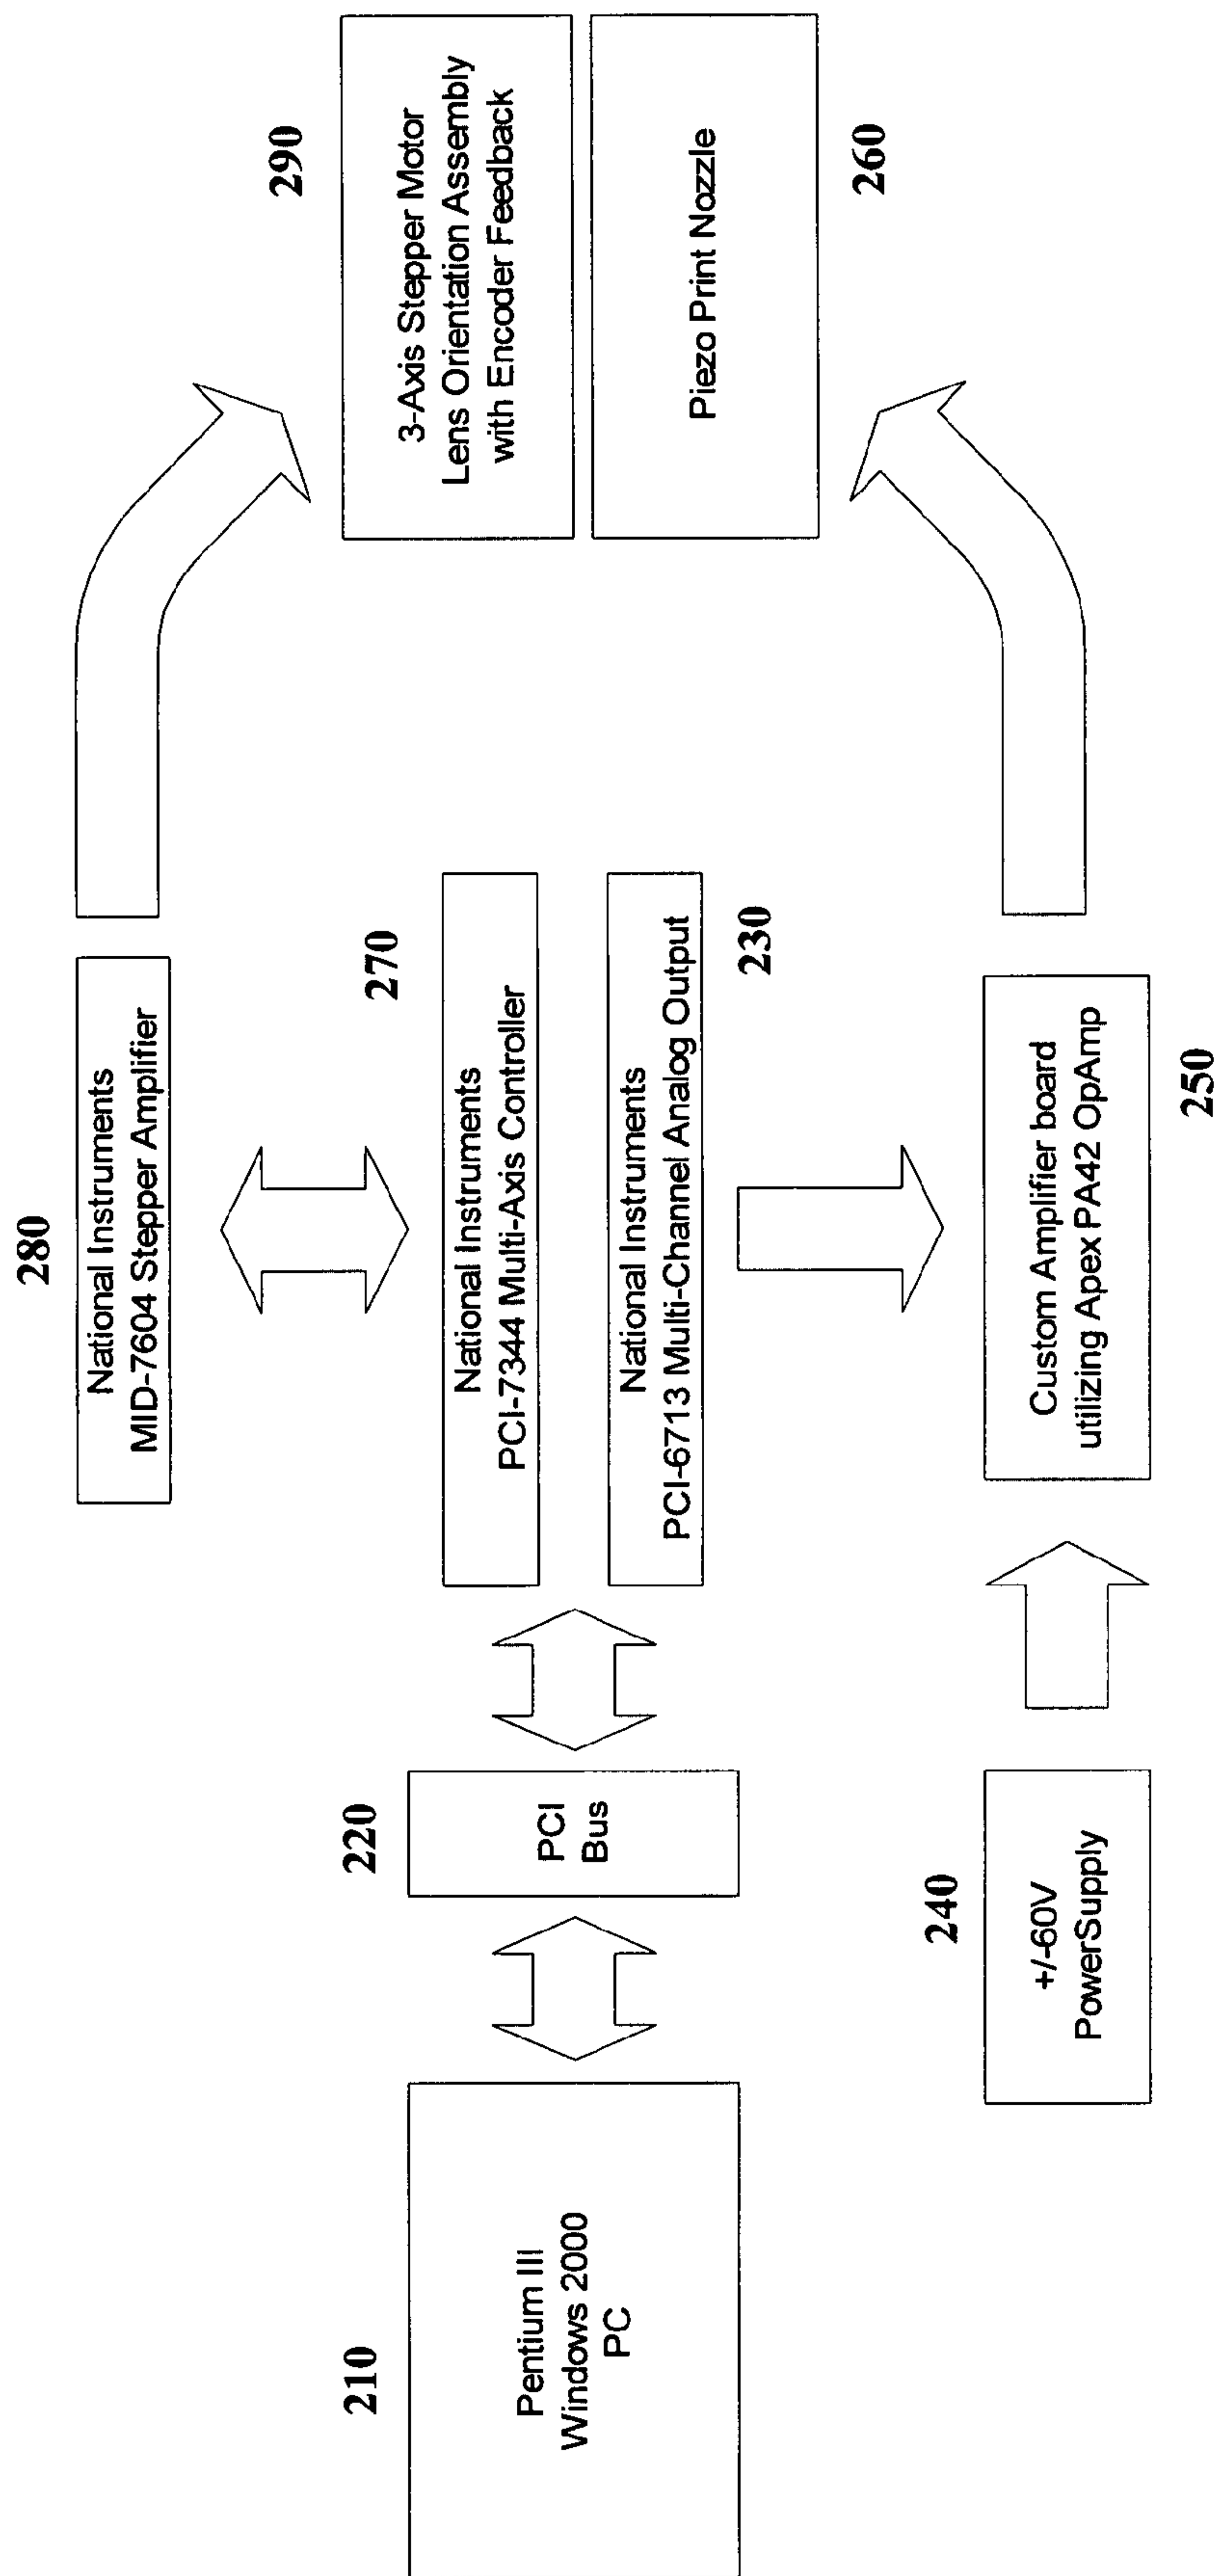 280
National Instruments
MID-7604 Stepper Amplifier
290
3-Axis Stepper Motor
Lens Orientation Assembly
with Encoder Feedback
270
National Instruments
PCI-7344 Multi-Axis Controller
210
Pentium III
Windows 2000
PC
220
PCI
Bus
National Instruments
PCI-6713 Multi-Channel Analog Output
230
Piezo Print Nozzle
260
240
+/-60V
PowerSupply
Custom Amplifier board
utilizing Apex PA42 OpAmp
250